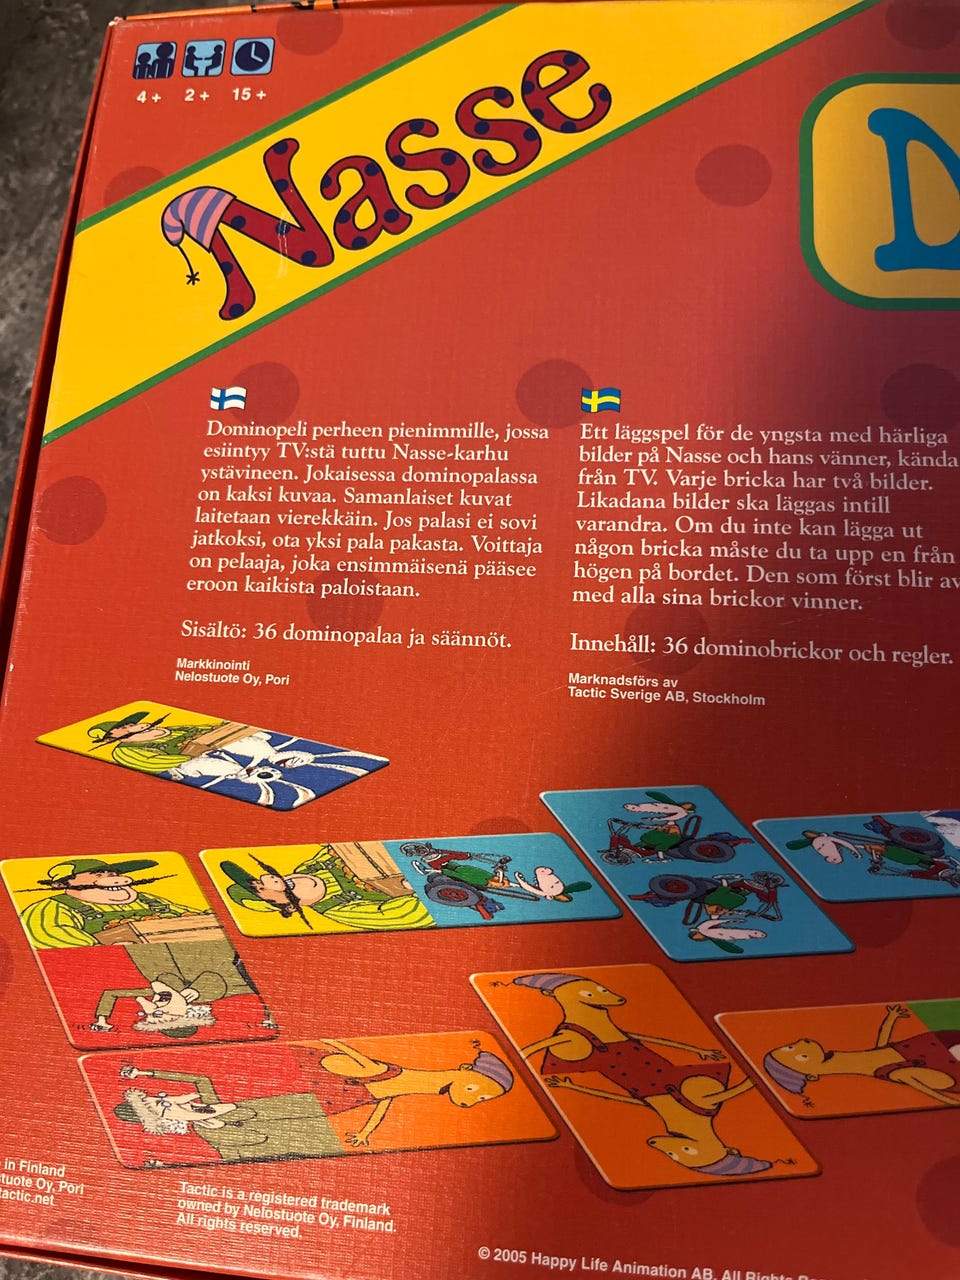 4+ 2+ 15+
Nasse
D
Dominopeli perheen pienimmille, jossa
esiintyy TV:stä tuttu Nasse-karhu
ystävineen. Jokaisessa dominopalassa
on kaksi kuvaa. Samanlaiset kuvat
laitetaan vierekkäin. Jos palasi ei sovi
jatkoksi, ota yksi pala pakasta. Voittaja
on pelaaja, joka ensimmäisenä pääsee
eroon kaikista paloistaan.
Sisältö: 36 dominopalaa ja säännöt.
Markkinointi
Nelostuote Oy, Pori
Ett läggspel för de yngsta med härliga
bilder på Nasse och hans vänner, kända
från TV. Varje bricka har två bilder.
Likadana bilder ska läggas intill
varandra. Om du inte kan lägga ut
någon bricka måste du ta upp en från
högen på bordet. Den som först blir av
med alla sina brickor vinner.
Innehåll: 36 dominobrickor och regler.
Marknadsförs av
Tactic Sverige AB, Stockholm
in Finland
tuote Oy, Pori
tactic.net
Tactic is a registered trademark
owned by Nelostuote Oy, Finland.
All rights reserved.
© 2005 Happy Life Animation AB. All Rights